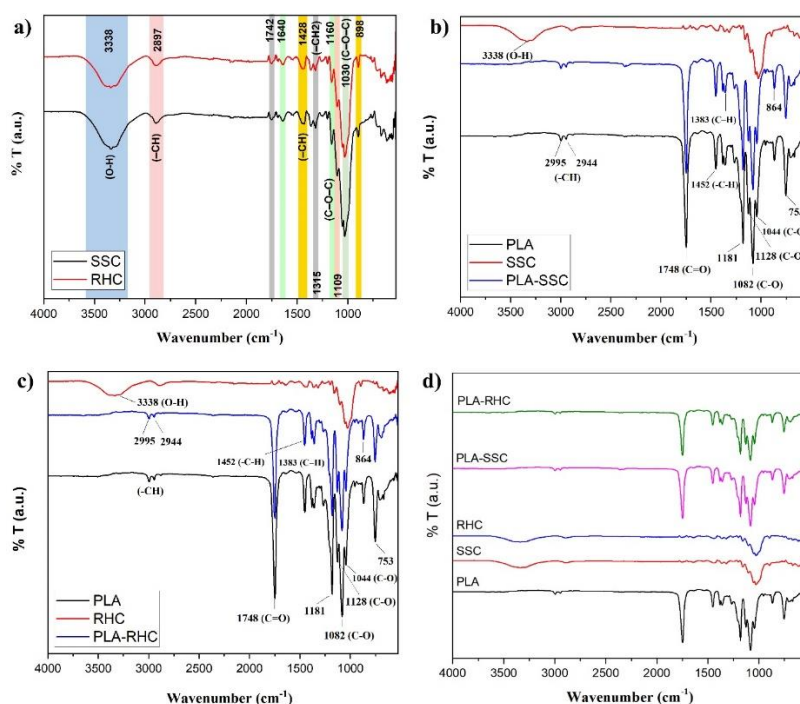 a)
3338
2897
1742
1640
1428
(–CH2)
1160
1030 (C–O–C)
898
(O-H)
(–CH)
(–CH)
(C–O–C)
1315
1109
SSC
RHC
% T (a.u.)
4000 3500 3000 2500 2000 1500 1000
Wavenumber (cm-1)
b)
3338 (O-H)
864
1383 (C–H)
2995 2944
(-CH)
1452 (-C-H)
753
1044 (C-O
1128 (C-O
1748 (C=O)
1181
1082 (C-O)
PLA
SSC
PLA-SSC
% T (a.u.)
4000 3500 3000 2500 2000 1500 1000
Wavenumber (cm-1)
c)
3338 (O-H)
2995 2944
1452 (-C-H)
1383 (C–H)
864
(-CH)
753
1044 (C-O)
1128 (C-O)
1748 (C=O)
1181
1082 (C-O)
PLA
RHC
PLA-RHC
% T (a.u.)
4000 3500 3000 2500 2000 1500 1000
Wavenumber (cm-1)
d)
PLA-RHC
PLA-SSC
RHC
SSC
PLA
% T (a.u.)
4000 3500 3000 2500 2000 1500 1000
Wavenumber (cm-1)